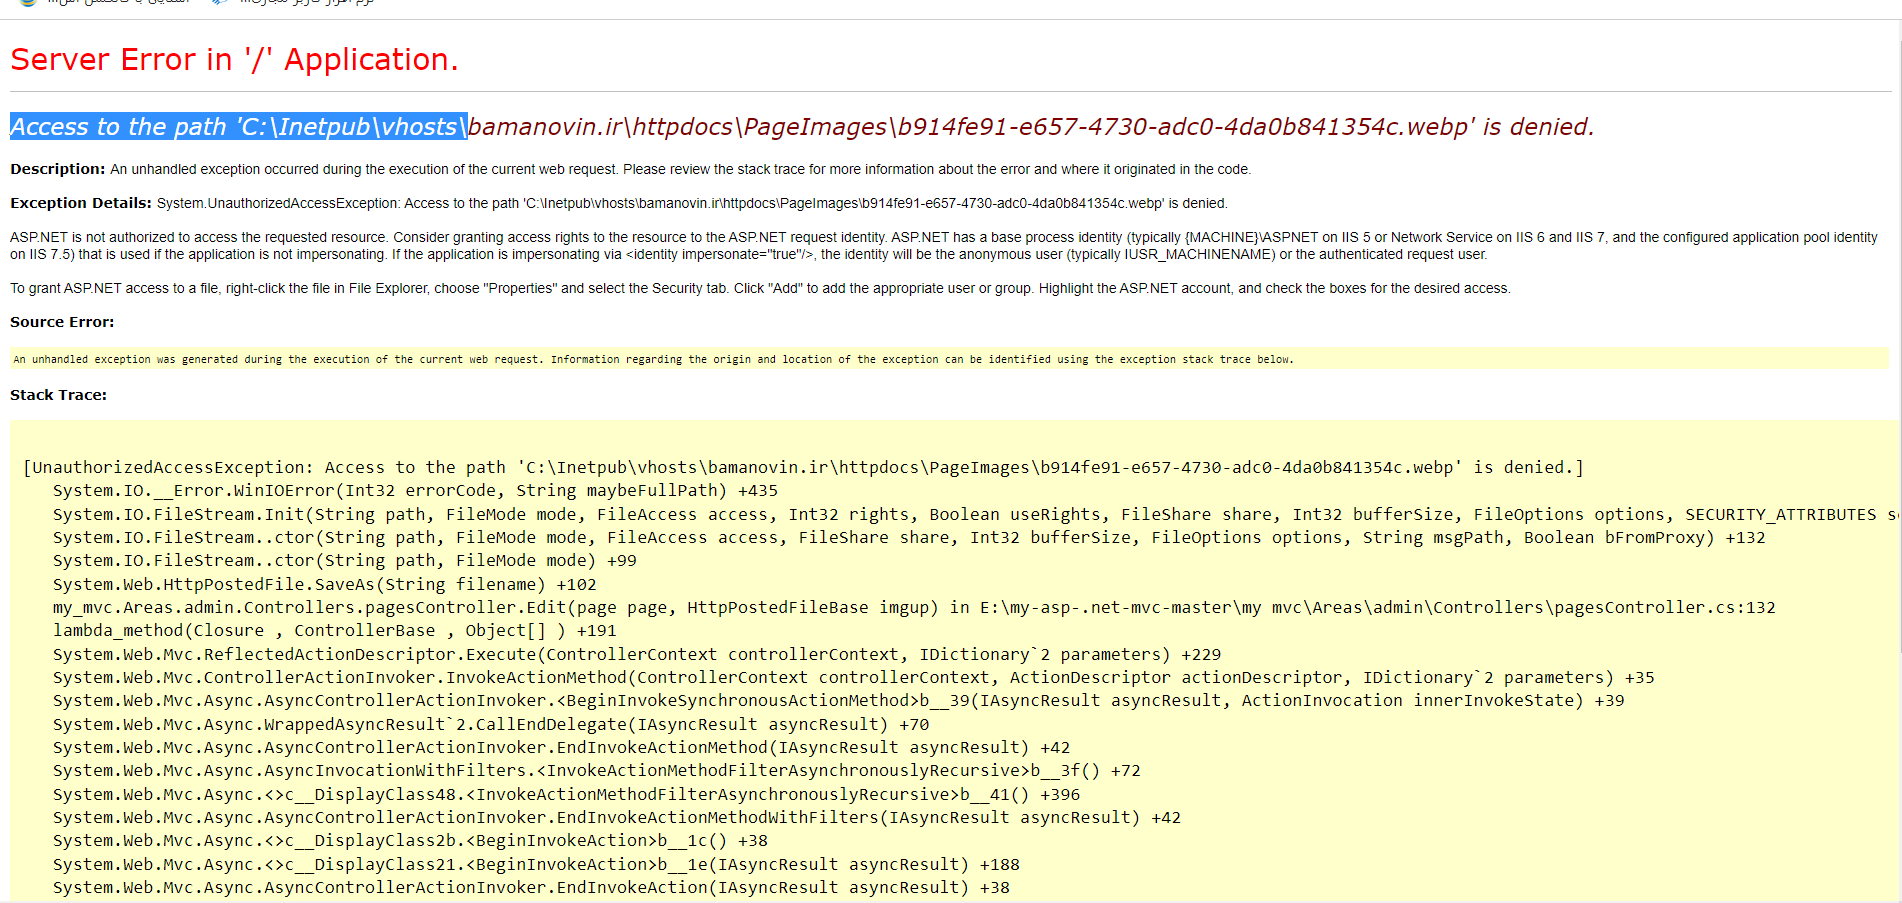 Server Error in '/' Application.
Access to the path 'C:\Inetpub\vhosts\bamanovin.ir\httpdocs\PageImages\b914fe91-e657-4730-adc0-4da0b841354c.webp' is denied.
Description: An unhandled exception occurred during the execution of the current web request. Please review the stack trace for more information about the error and where it originated in the code.
Exception Details: System.UnauthorizedAccessException: Access to the path 'C:\Inetpub\vhosts\bamanovin.ir\httpdocs\PageImages\b914fe91-e657-4730-adc0-4da0b841354c.webp' is denied.
ASP.NET is not authorized to access the requested resource. Consider granting access rights to the resource to the ASP.NET request identity. ASP.NET has a base process identity (typically {MACHINE}\ASPNET on IIS 5 or Network Service on IIS 6 and IIS 7, and the configured application pool identity
on IIS 7.5) that is used if the application is not impersonating. If the application is impersonating via <identity impersonate="true"/>, the identity will be the anonymous user (typically IUSR_MACHINENAME) or the authenticated request user.
To grant ASP.NET access to a file, right-click the file in File Explorer, choose "Properties" and select the Security tab. Click "Add" to add the appropriate user or group. Highlight the ASP.NET account, and check the boxes for the desired access.
Source Error:
An unhandled exception was generated during the execution of the current web request. Information regarding the origin and location of the exception can be identified using the exception stack trace below.
Stack Trace:
[UnauthorizedAccessException: Access to the path 'C:\Inetpub\vhosts\bamanovin.ir\httpdocs\PageImages\b914fe91-e657-4730-adc0-4da0b841354c.webp' is denied.]
System.IO.__Error.WinIOError(Int32 errorCode, String maybeFullPath) +435
System.IO.FileStream.Init(String path, FileMode mode, FileAccess access, Int32 rights, Boolean useRights, FileShare share, Int32 bufferSize, FileOptions options, SECURITY_ATTRIBUTES
System.IO.FileStream..ctor(String path, FileMode mode, FileAccess access, FileShare share, Int32 bufferSize, FileOptions options, String msgPath, Boolean bFromProxy) +132
System.IO.FileStream..ctor(String path, FileMode mode) +99
System.Web.HttpPostedFile.SaveAs(String filename) +102
my_mvc.Areas.admin.Controllers.pagesController.Edit(page page, HttpPostedFileBase imgup) in E:\my-asp-.net-mvc-master\my mvc\Areas\admin\Controllers\pagesController.cs:132
lambda_method(Closure , ControllerBase , Object[] ) +191
System.Web.Mvc.ReflectedActionDescriptor.Execute(ControllerContext controllerContext, IDictionary`2 parameters) +229
System.Web.Mvc.ControllerActionInvoker.InvokeActionMethod(ControllerContext controllerContext, ActionDescriptor actionDescriptor, IDictionary`2 parameters) +35
System.Web.Mvc.Async.AsyncControllerActionInvoker.<BeginInvokeSynchronousActionMethod>b__39(IAsyncResult asyncResult, ActionInvocation innerInvokeState) +39
System.Web.Mvc.Async.WrappedAsyncResult`2.CallEndDelegate(IAsyncResult asyncResult) +70
System.Web.Mvc.Async.AsyncControllerActionInvoker.EndInvokeActionMethod(IAsyncResult asyncResult) +42
System.Web.Mvc.Async.AsyncInvocationWithFilters.<InvokeActionMethodFilterAsynchronouslyRecursive>b__3f() +72
System.Web.Mvc.Async.<>c__DisplayClass48.<InvokeActionMethodFilterAsynchronouslyRecursive>b__41() +396
System.Web.Mvc.Async.AsyncControllerActionInvoker.EndInvokeActionMethodWithFilters(IAsyncResult asyncResult) +42
System.Web.Mvc.Async.<>c__DisplayClass2b.<BeginInvokeAction>b__1c() +38
System.Web.Mvc.Async.<>c__DisplayClass21.<BeginInvokeAction>b__1e(IAsyncResult asyncResult) +188
System.Web.Mvc.Async.AsyncControllerActionInvoker.EndInvokeAction(IAsyncResult asyncResult) +38